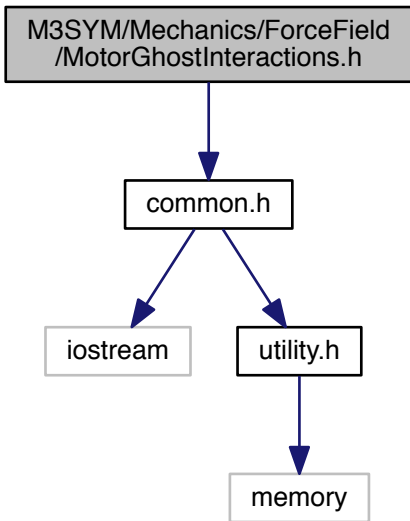 M3SYM/Mechanics/ForceField
/MotorGhostInteractions.h
common.h
iostream
utility.h
memory